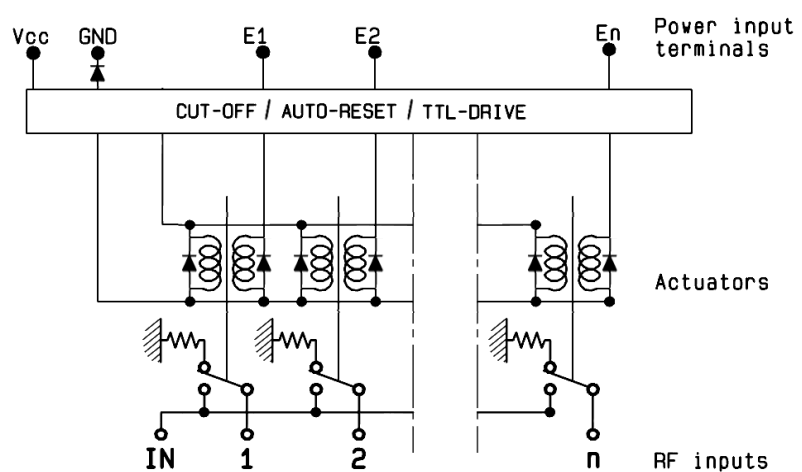 Vcc GND E1 E2 En Power input
terminals
CUT-OFF / AUTO-RESET / TTL-DRIVE
Actuators
IN 1 2 n RF inputs